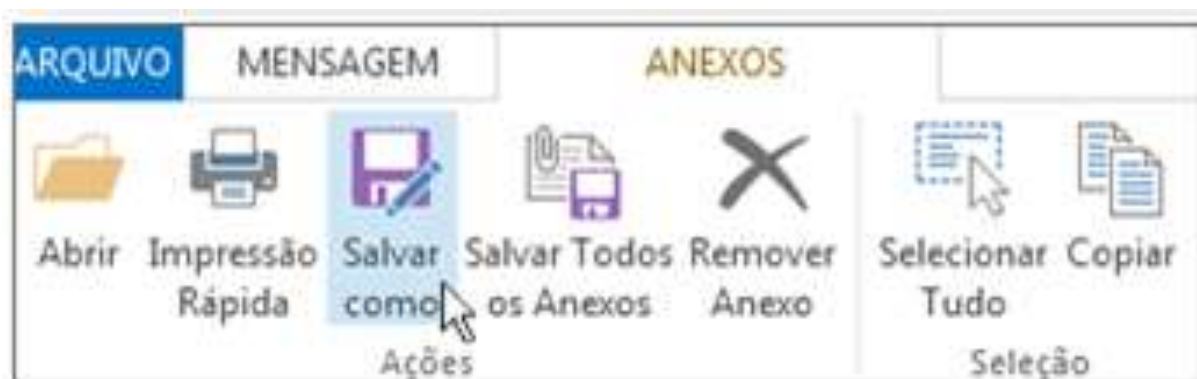 ARQUIVO MENSAGEM ANEXOS
Abrir Impressão Salvar Salvar Todos Remover Selecionar Copiar
Rápida como os Anexos Anexo Tudo
Ações Seleção